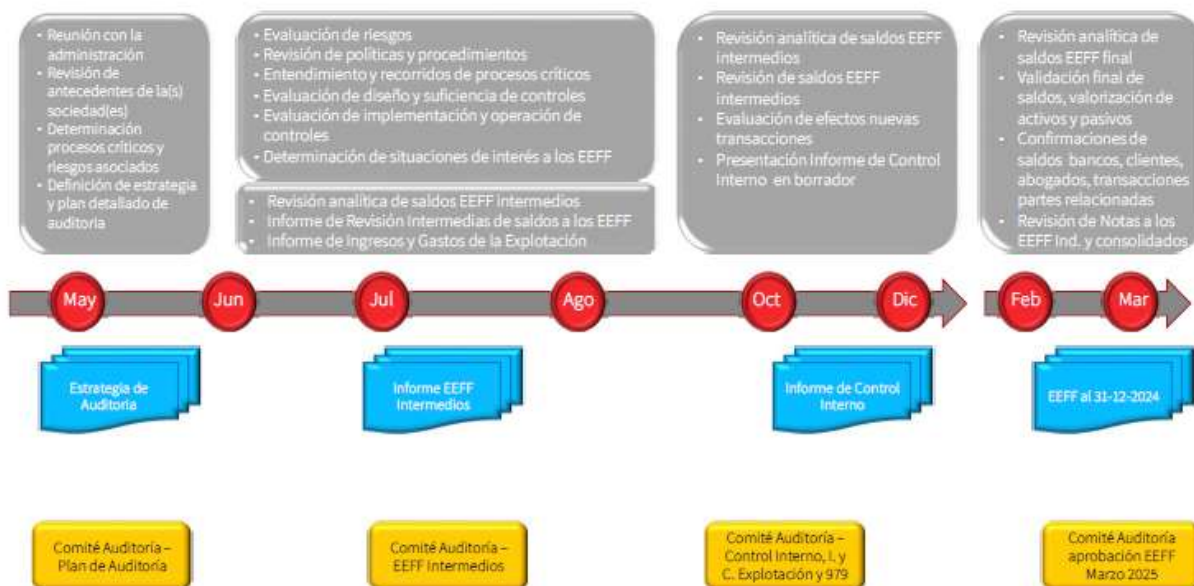 • Reunión con la
administración
• Revisión de
antecedentes de la(s)
sociedad(es)
• Determinación
procesos críticos y
riesgos asociados
• Definición de estrategia
y plan detallado de
auditoria
• Evaluación de riesgos
• Revisión de políticas y procedimientos
• Entendimiento y recorridos de procesos críticos
• Evaluación de diseño y suficiencia de controles
• Evaluación de implementación y operación de
controles
• Determinación de situaciones de interés a los EEFF
• Revisión analítica de saldos EEFF intermedios
• Informe de Revisión Intermedias de saldos a los EEFF
• Informe de Ingresos y Gastos de la Explotación
• Revisión analítica de saldos EEFF
intermedios
• Revisión de saldos EEFF
intermedios
• Evaluación de efectos nuevas
transacciones
• Presentación Informe de Control
Interno en borrador
• Revisión analítica de
saldos EEFF final
• Validación final de
saldos, valorización de
activos y pasivos
• Confirmaciones de
saldos bancos, clientes,
abogados, transacciones
partes relacionadas
• Revisión de Notas a los
EEFF Ind. y consolidados
May
Jun
Jul
Ago
Oct
Dic
Feb
Mar
Estrategia de
Auditoria
Informe EEFF
Intermedios
Informe de Control
Interno
EEFF al 31-12-2024
Comité Auditoría –
Plan de Auditoría
Comité Auditoría –
EEFF Intermedios
Comité Auditoría –
Control Interno, I. y
C. Explotación y 979
Comité Auditoría
aprobación EEFF
Marzo 2025